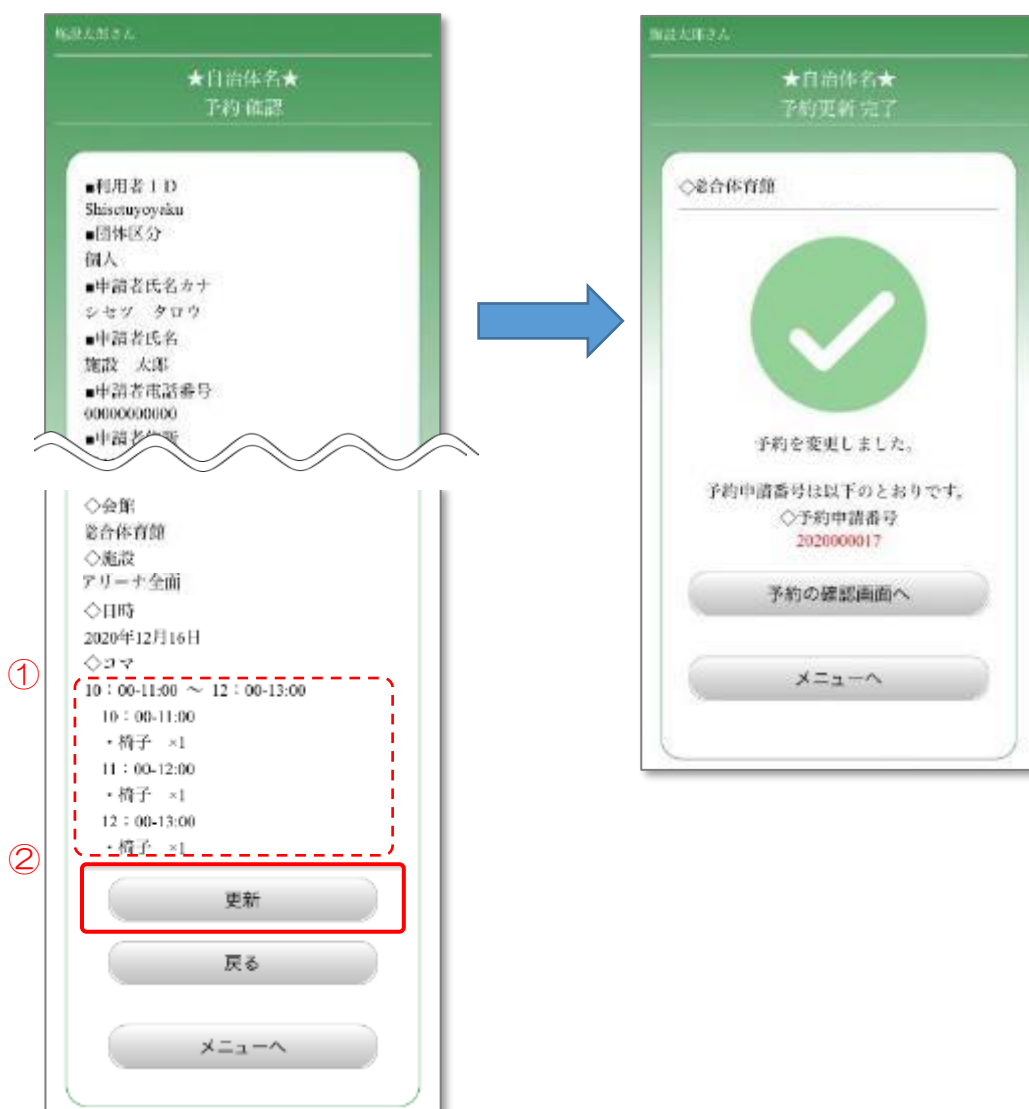 施設太郎さん
★自治体名★
予約 確認
■利用者ID
Shisetuyoyaku
■団体区分
個人
■申請者氏名カナ
シセツ　タロウ
■申請者氏名
施設　太郎
■申請者電話番号
00000000000
■申請者住所
◇会館
総合体育館
◇施設
アリーナ全面
◇日時
2020年12月16日
◇コマ
①
10：00-11:00 ～ 12：00-13:00
10：00-11:00
・椅子　×1
11：00-12:00
・椅子　×1
12：00-13:00
・椅子　×1
②
更新
戻る
メニューへ
施設太郎さん
★自治体名★
予約更新 完了
◇総合体育館
予約を変更しました。
予約申請番号は以下のとおりです。
◇予約申請番号
2020000017
予約の確認画面へ
メニューへ